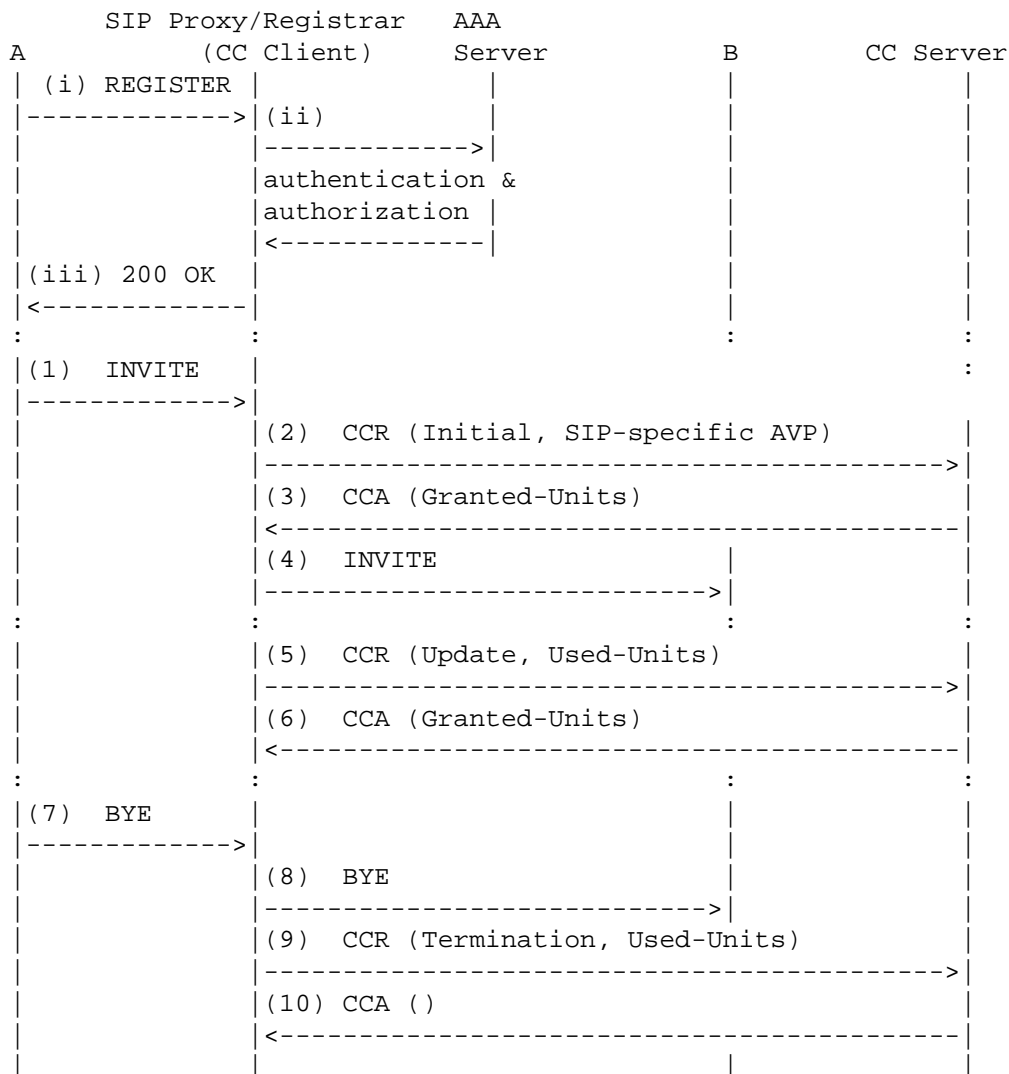 SIP Proxy/Registrar AAA
A (CC Client) Server B CC Server
(i) REGISTER
(ii)
authentication &
authorization
(iii) 200 OK
(1) INVITE
(2) CCR (Initial, SIP-specific AVP)
(3) CCA (Granted-Units)
(4) INVITE
(5) CCR (Update, Used-Units)
(6) CCA (Granted-Units)
(7) BYE
(8) BYE
(9) CCR (Termination, Used-Units)
(10) CCA ()